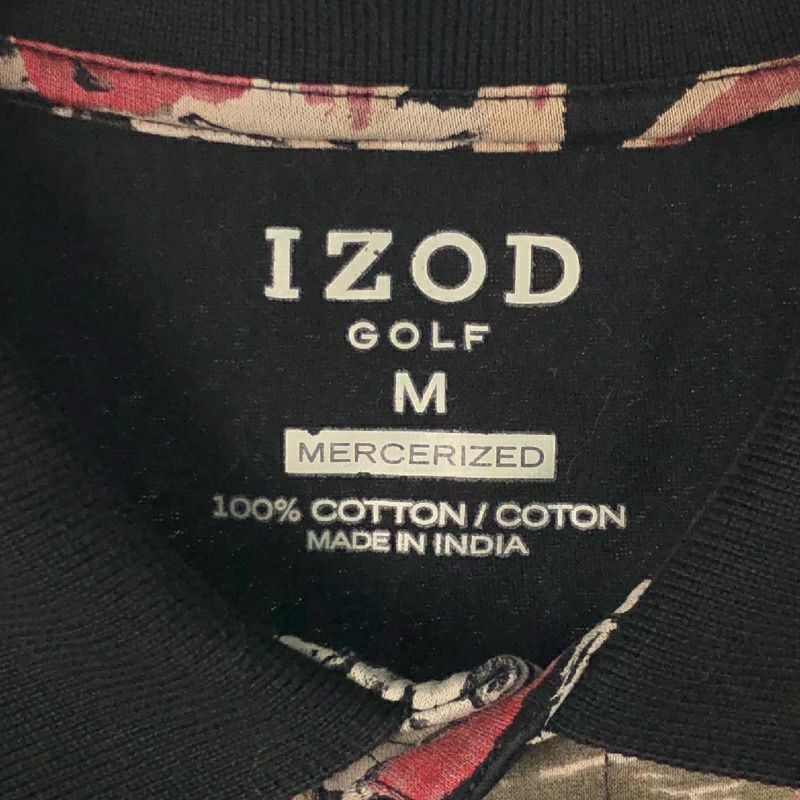 IZOD
GOLF
M
MERCERIZED
100% COTTON / COTON
MADE IN INDIA